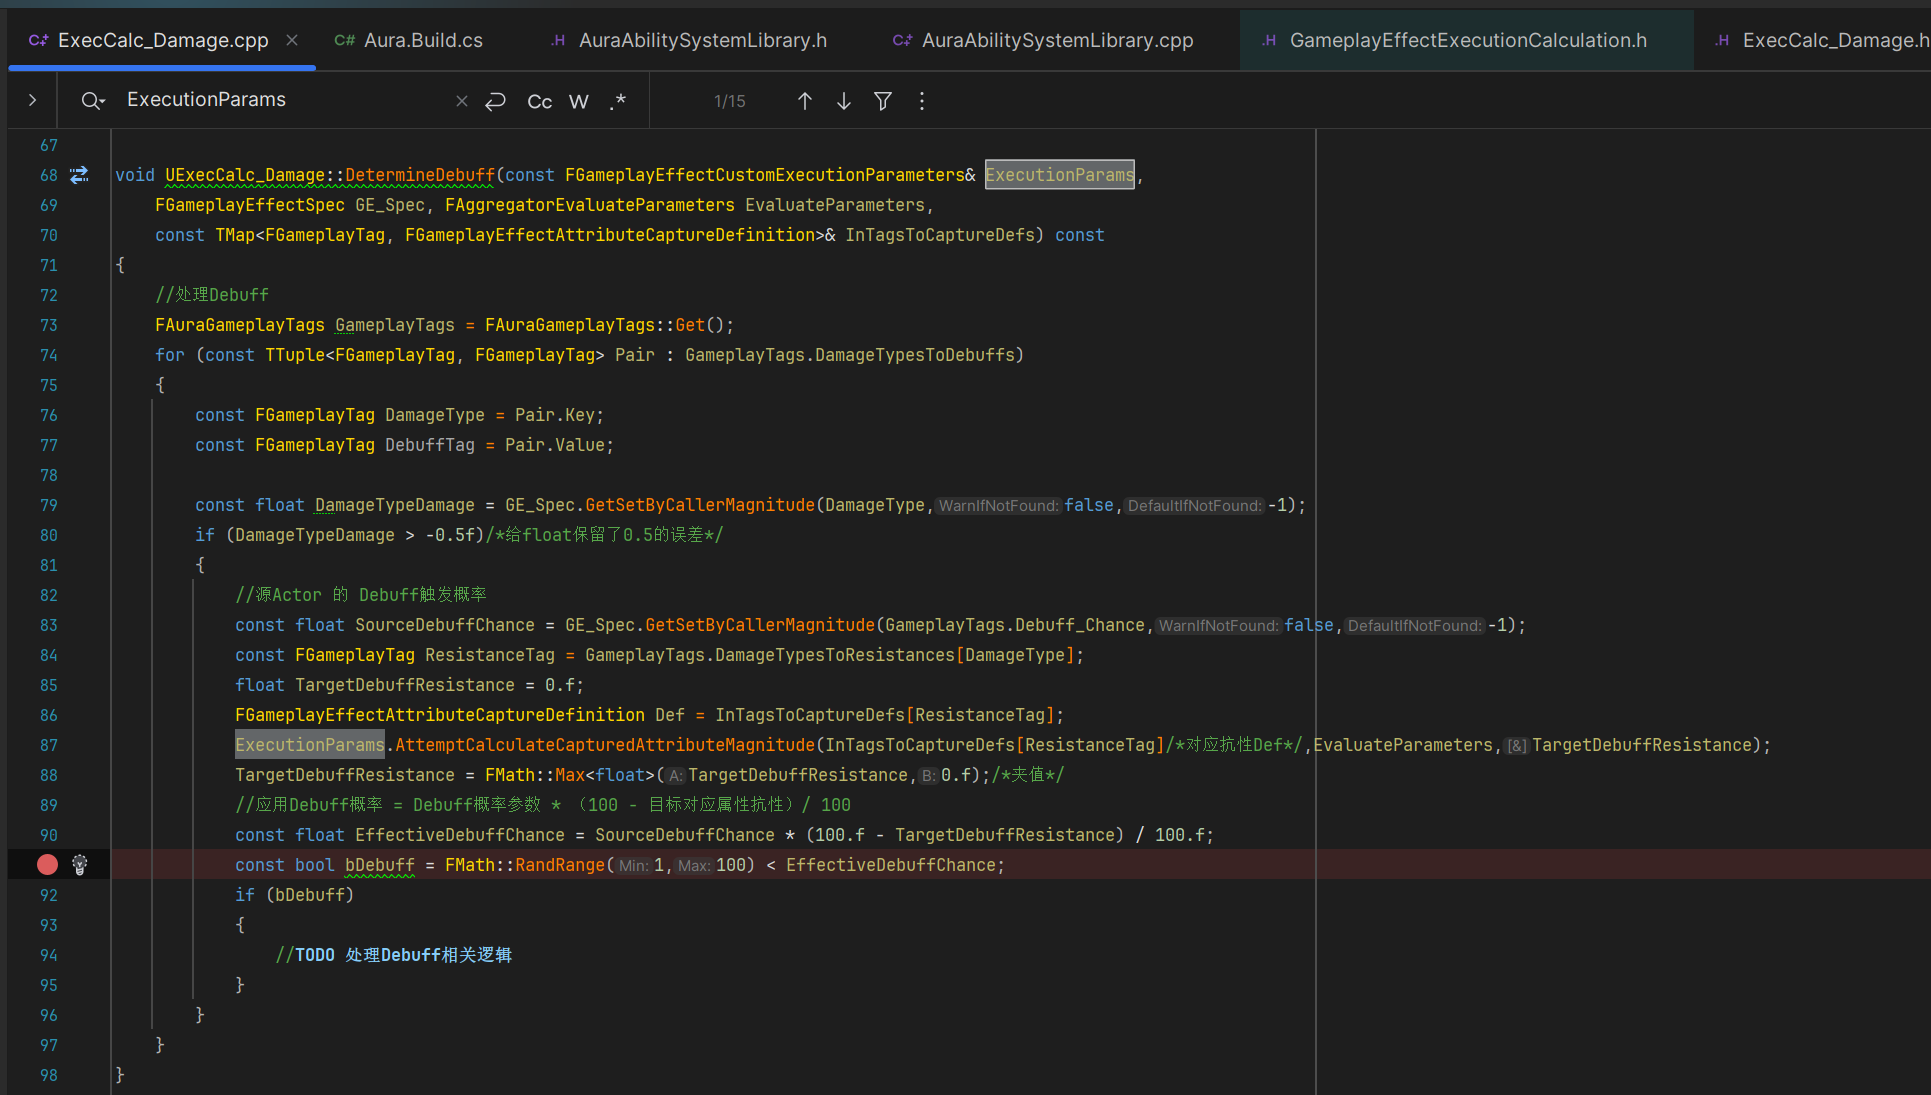 ExecCalc_Damage.cpp
C# Aura.Build.cs
.H AuraAbilitySystemLibrary.h
AuraAbilitySystemLibrary.cpp
.H GameplayEffectExecutionCalculation.h
.H ExecCalc_Damage.h
ExecutionParams
Cc W .*
1/15
67
68 void UExecCalc_Damage::DetermineDebuff(const FGameplayEffectCustomExecutionParameters& ExecutionParams,
69 FGameplayEffectSpec GE_Spec, FAggregatorEvaluateParameters EvaluateParameters,
70 const TMap<FGameplayTag, FGameplayEffectAttributeCaptureDefinition>& InTagsToCaptureDefs) const
71 {
72 //处理Debuff
73 FAuraGameplayTags GameplayTags = FAuraGameplayTags::Get();
74 for (const TTuple<FGameplayTag, FGameplayTag> Pair : GameplayTags.DamageTypesToDebuffs)
75 {
76 const FGameplayTag DamageType = Pair.Key;
77 const FGameplayTag DebuffTag = Pair.Value;
78
79 const float DamageTypeDamage = GE_Spec.GetSetByCallerMagnitude(DamageType, WarnIfNotFound: false, DefaultIfNotFound: -1);
80 if (DamageTypeDamage > -0.5f)/*给float保留了0.5的误差*/
81 {
82 //源Actor 的 Debuff触发概率
83 const float SourceDebuffChance = GE_Spec.GetSetByCallerMagnitude(GameplayTags.Debuff_Chance, WarnIfNotFound: false, DefaultIfNotFound: -1);
84 const FGameplayTag ResistanceTag = GameplayTags.DamageTypesToResistances[DamageType];
85 float TargetDebuffResistance = 0.f;
86 FGameplayEffectAttributeCaptureDefinition Def = InTagsToCaptureDefs[ResistanceTag];
87 ExecutionParams.AttemptCalculateCapturedAttributeMagnitude(InTagsToCaptureDefs[ResistanceTag]/*对应抗性Def*/,EvaluateParameters, [&] TargetDebuffResistance);
88 TargetDebuffResistance = FMath::Max<float>( A: TargetDebuffResistance, B: 0.f);/*夹值*/
89 //应用Debuff概率 = Debuff概率参数 * （100 - 目标对应属性抗性）/ 100
90 const float EffectiveDebuffChance = SourceDebuffChance * (100.f - TargetDebuffResistance) / 100.f;
const bool bDebuff = FMath::RandRange( Min: 1, Max: 100) < EffectiveDebuffChance;
92 if (bDebuff)
93 {
94 //TODO 处理Debuff相关逻辑
95 }
96 }
97 }
98 }